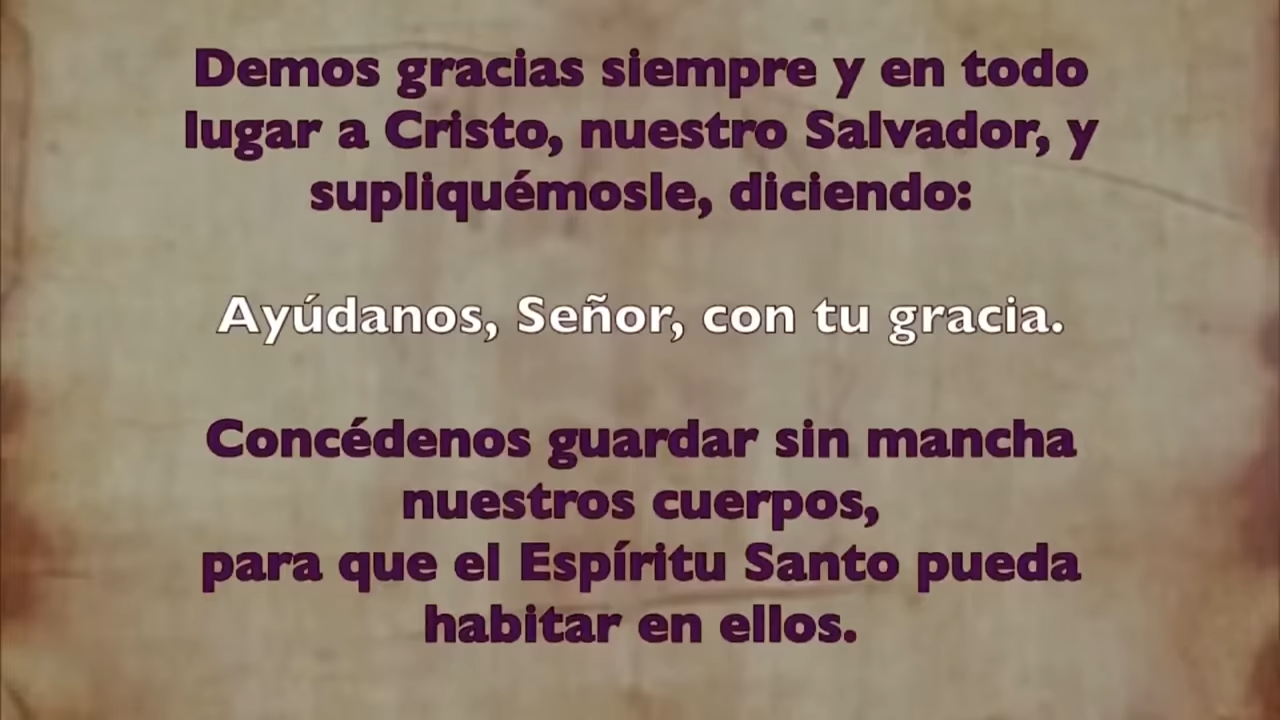 Demos gracias siempre y en todo
lugar a Cristo, nuestro Salvador, y
supliquémosle, diciendo:
Ayúdanos, Señor, con tu gracia.
Concédenos guardar sin mancha
nuestros cuerpos,
para que el Espíritu Santo pueda
habitar en ellos.